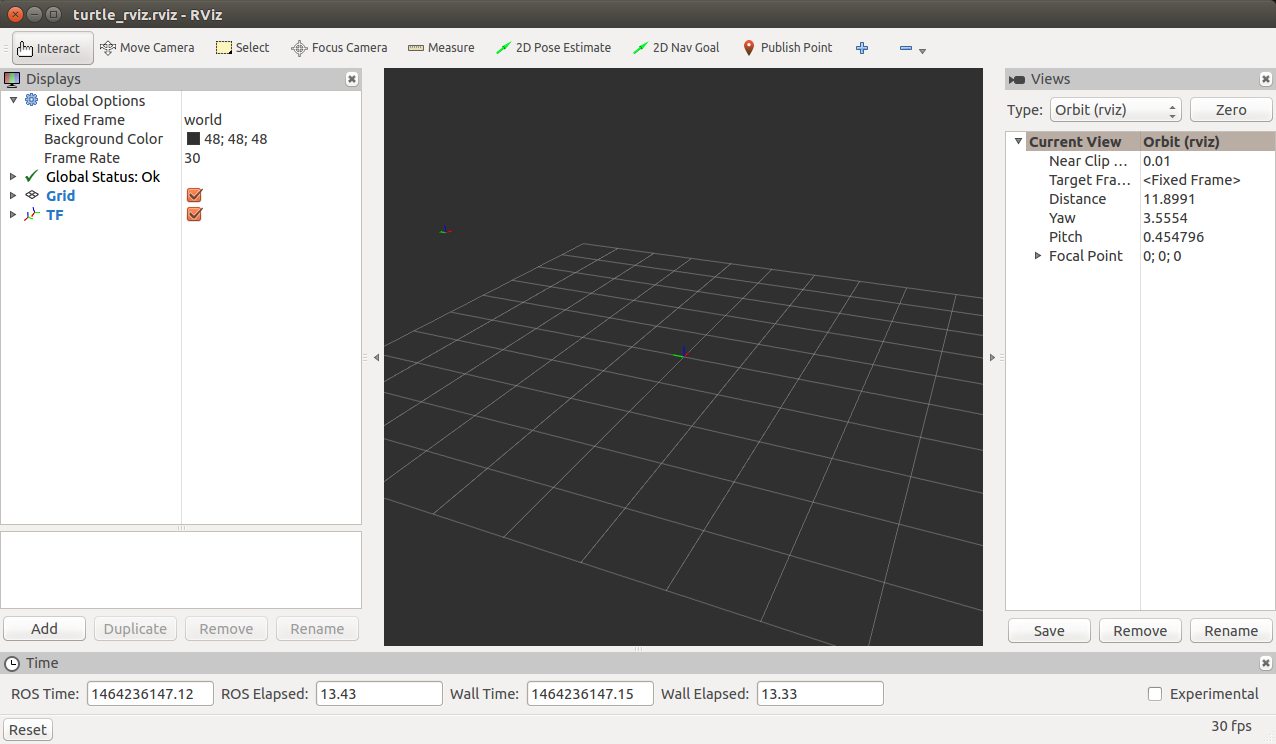 turtle_rviz.rviz - RViz
Interact Move Camera Select Focus Camera Measure 2D Pose Estimate 2D Nav Goal Publish Point
Displays
Global Options
Fixed Frame world
Background Color 48; 48; 48
Frame Rate 30
Global Status: Ok
Grid
TF
Add Duplicate Remove Rename
Views
Type: Orbit (rviz) Zero
Current View Orbit (rviz)
Near Clip ... 0.01
Target Fra... <Fixed Frame>
Distance 11.8991
Yaw 3.5554
Pitch 0.454796
Focal Point 0; 0; 0
Save Remove Rename
Time
ROS Time: 1464236147.12 ROS Elapsed: 13.43 Wall Time: 1464236147.15 Wall Elapsed: 13.33 Experimental
Reset 30 fps